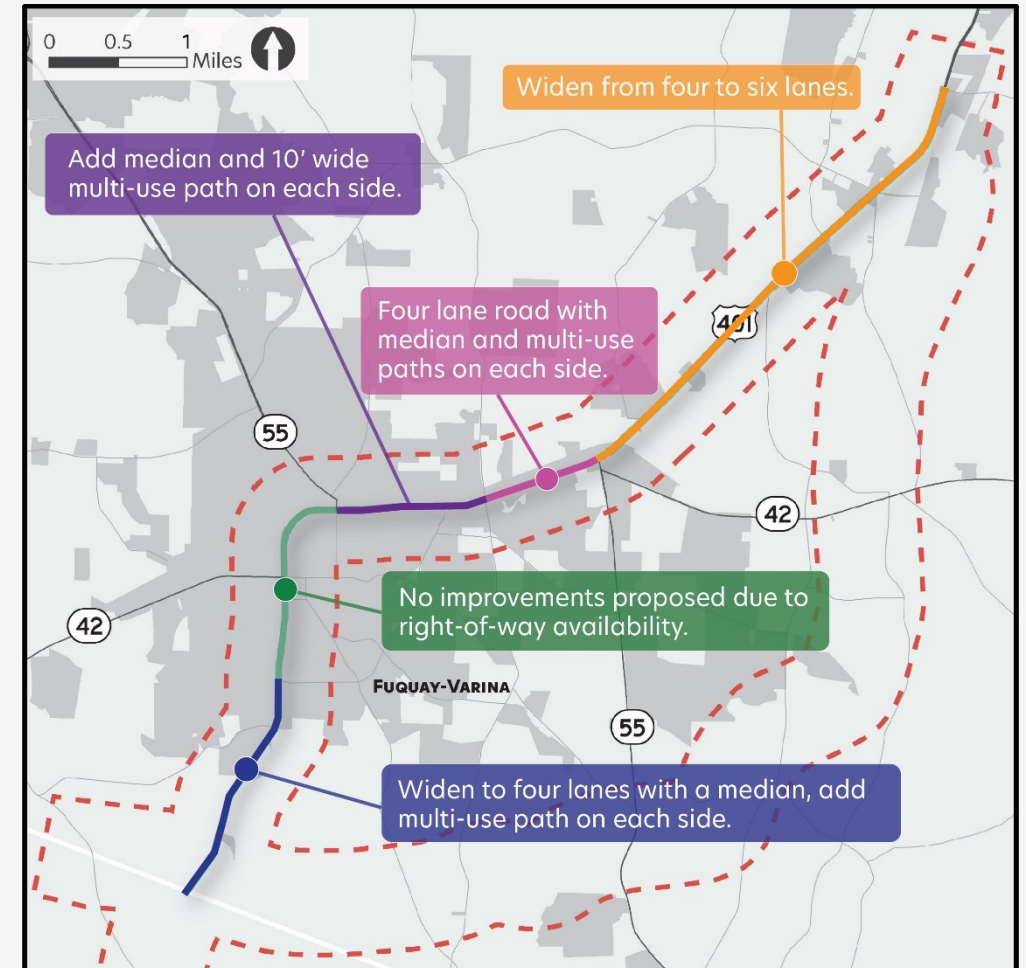 0 0.5 1
Miles
Widen from four to six lanes.
Add median and 10' wide
multi-use path on each side.
Four lane road with
median and multi-use
paths on each side.
401
55
42
No improvements proposed due to
right-of-way availability.
42
FUQUAY-VARINA
55
Widen to four lanes with a median, add
multi-use path on each side.